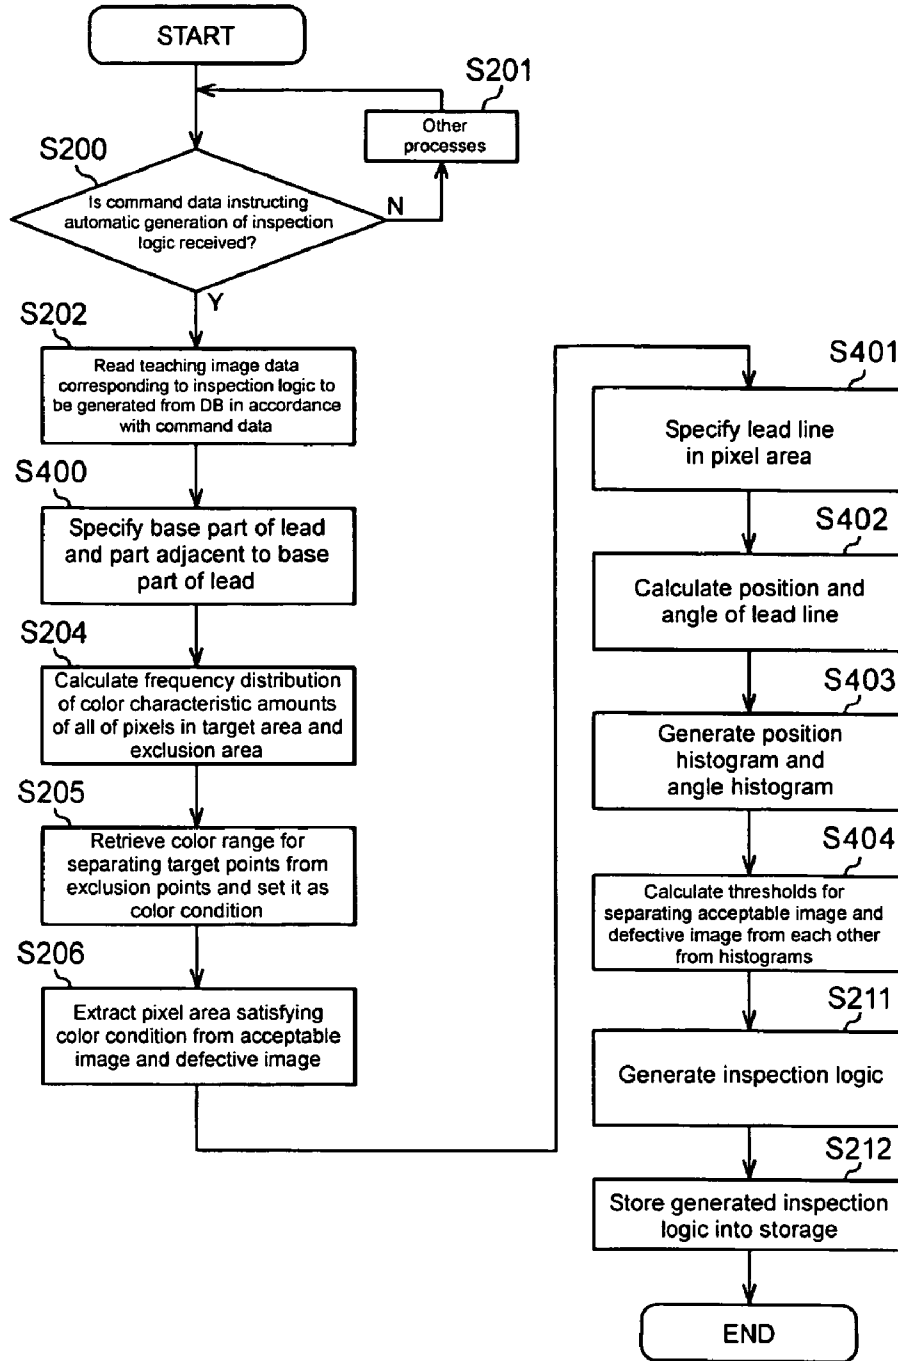 START
S201
Other
processes
S200
Is command data instructing
automatic generation of inspection
logic received?
N
Y
S202
Read teaching image data
corresponding to inspection logic to
be generated from DB in accordance
with command data
S400
Specify base part of lead
and part adjacent to base
part of lead
S204
Calculate frequency distribution
of color characteristic amounts
of all of pixels in target area and
exclusion area
S205
Retrieve color range for
separating target points from
exclusion points and set it as
color condition
S206
Extract pixel area satisfying
color condition from acceptable
image and defective image
S401
Specify lead line
in pixel area
S402
Calculate position and
angle of lead line
S403
Generate position
histogram and
angle histogram
S404
Calculate thresholds for
separating acceptable image and
defective image from each other
from histograms
S211
Generate inspection logic
S212
Store generated inspection
logic into storage
END